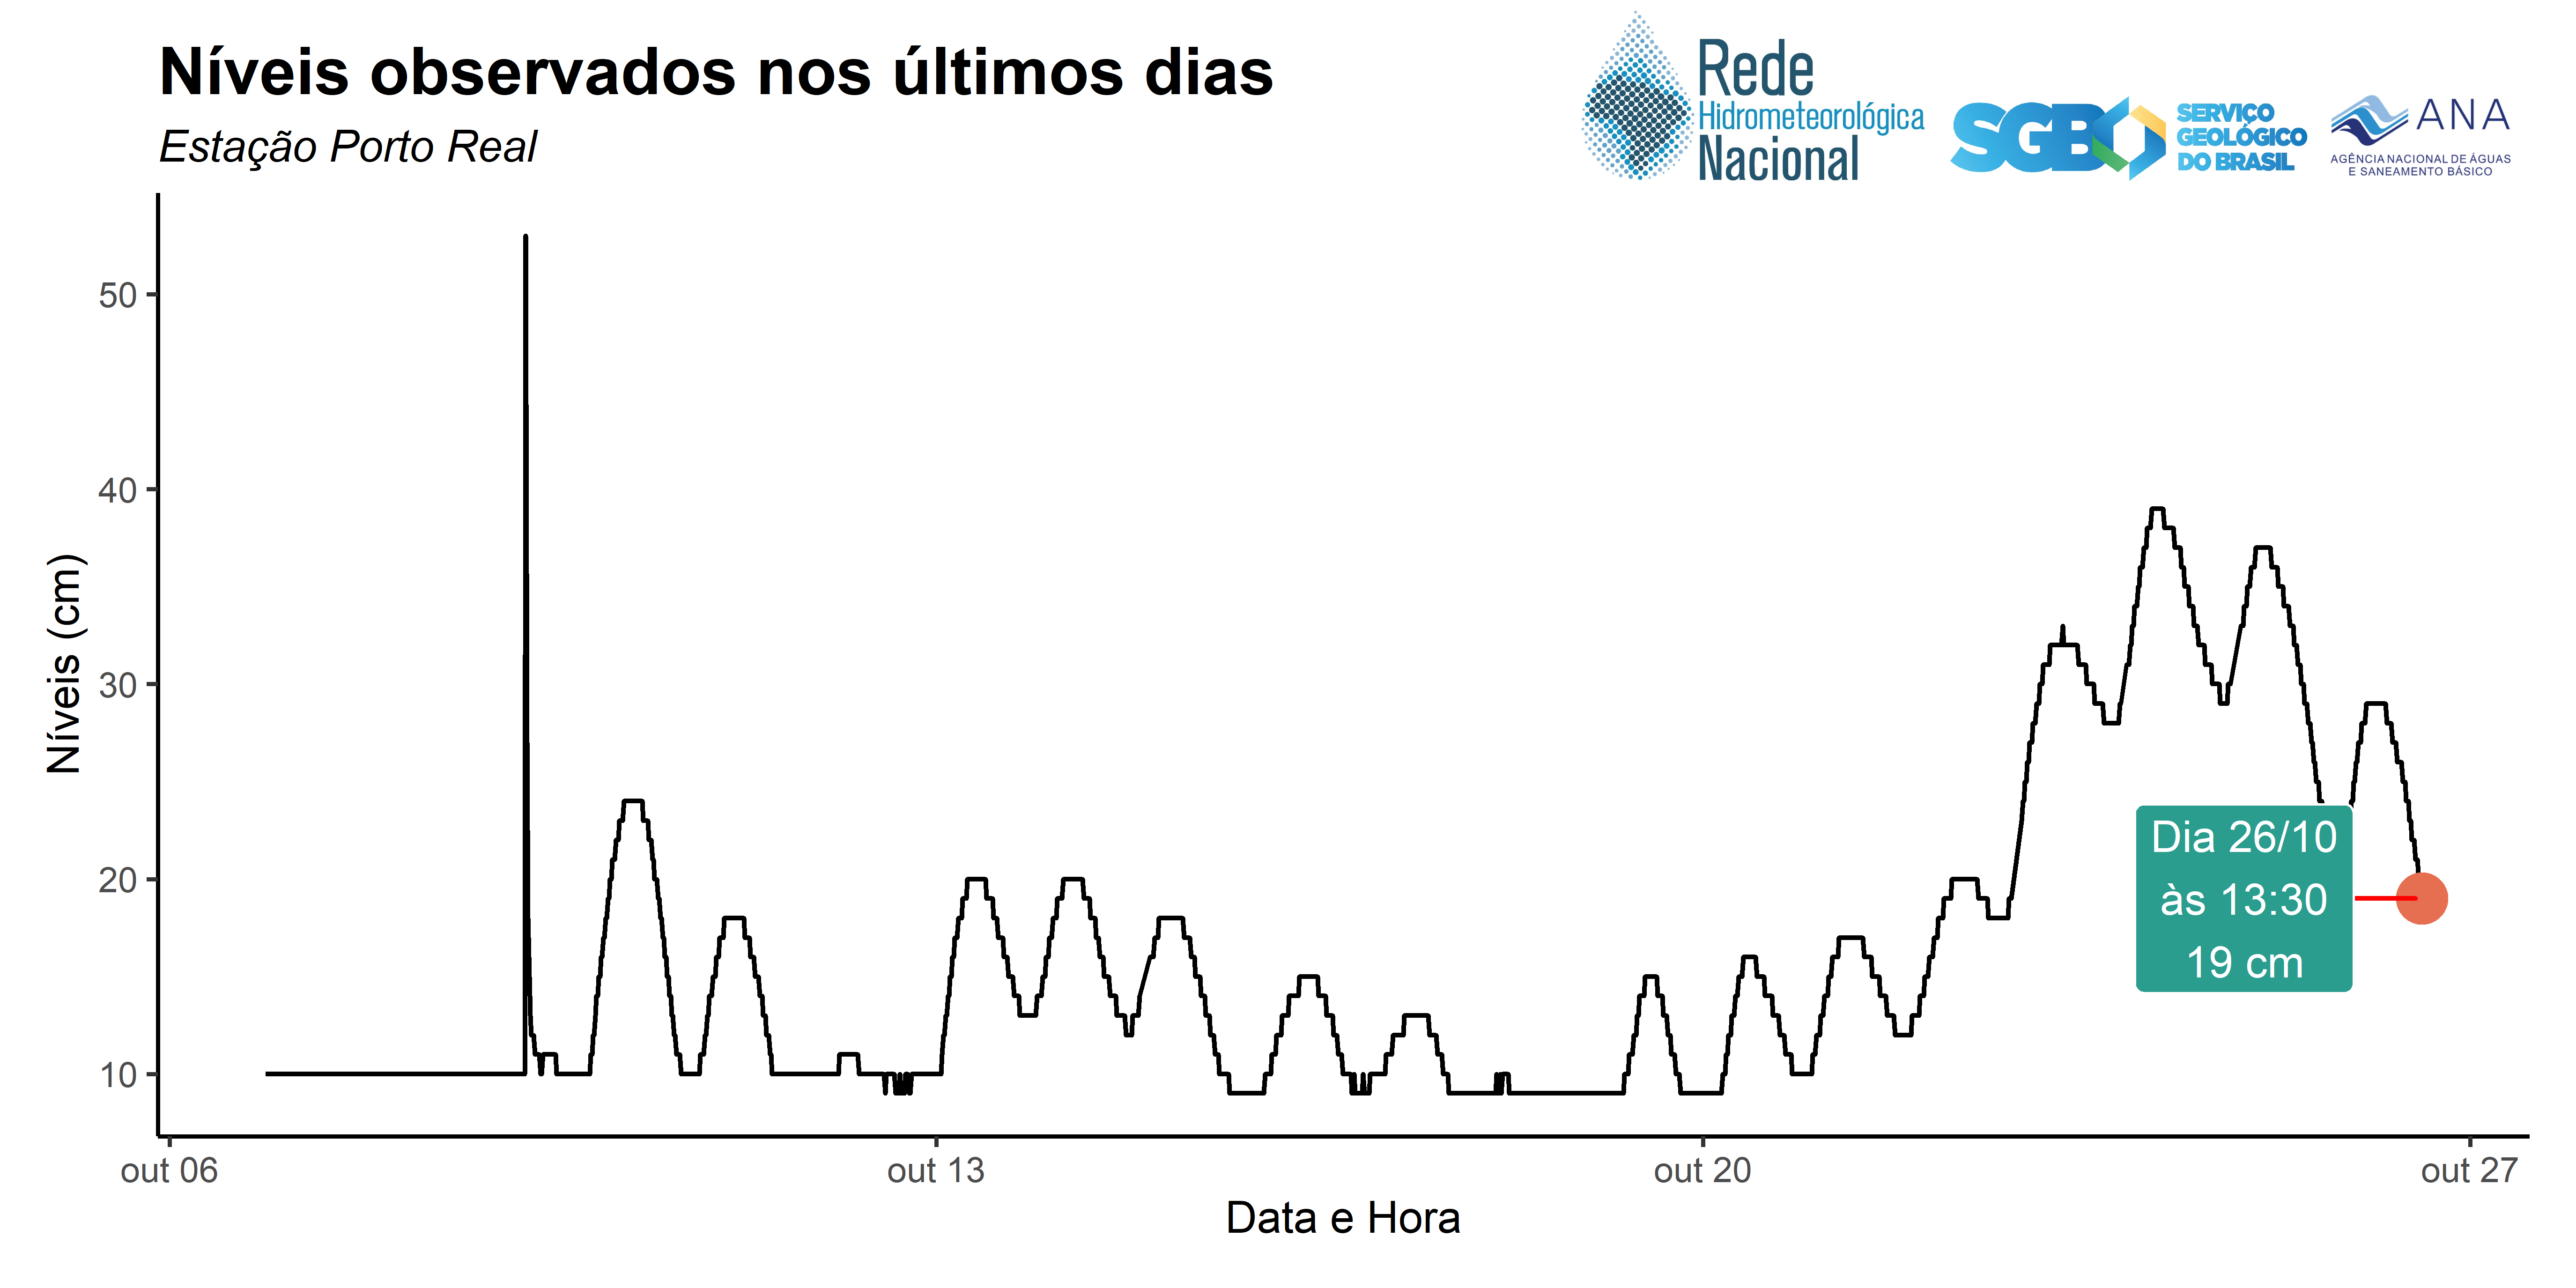 Níveis observados nos últimos dias
Estação Porto Real
Rede
Hidrometeorológica
Nacional
SGB
SERVIÇO
GEOLÓGICO
DO BRASIL
ANA
AGÊNCIA NACIONAL DE ÁGUAS
E SANEAMENTO BÁSICO
Níveis (cm)
50
40
30
20
10
Dia 26/10
às 13:30
19 cm
out 06
out 13
out 20
out 27
Data e Hora